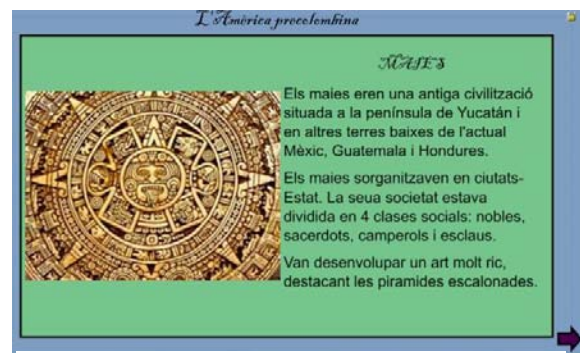 L'Amèrica precolombina
MAIES
Els maies eren una antiga civilització
situada a la península de Yucatán i
en altres terres baixes de l'actual
Mèxic, Guatemala i Hondures.
Els maies sorganitzaven en ciutats-
Estat. La seua societat estava
dividida en 4 clases socials: nobles,
sacerdots, camperols i esclaus.
Van desenvolupar un art molt ric,
destacant les piramides escalonades.